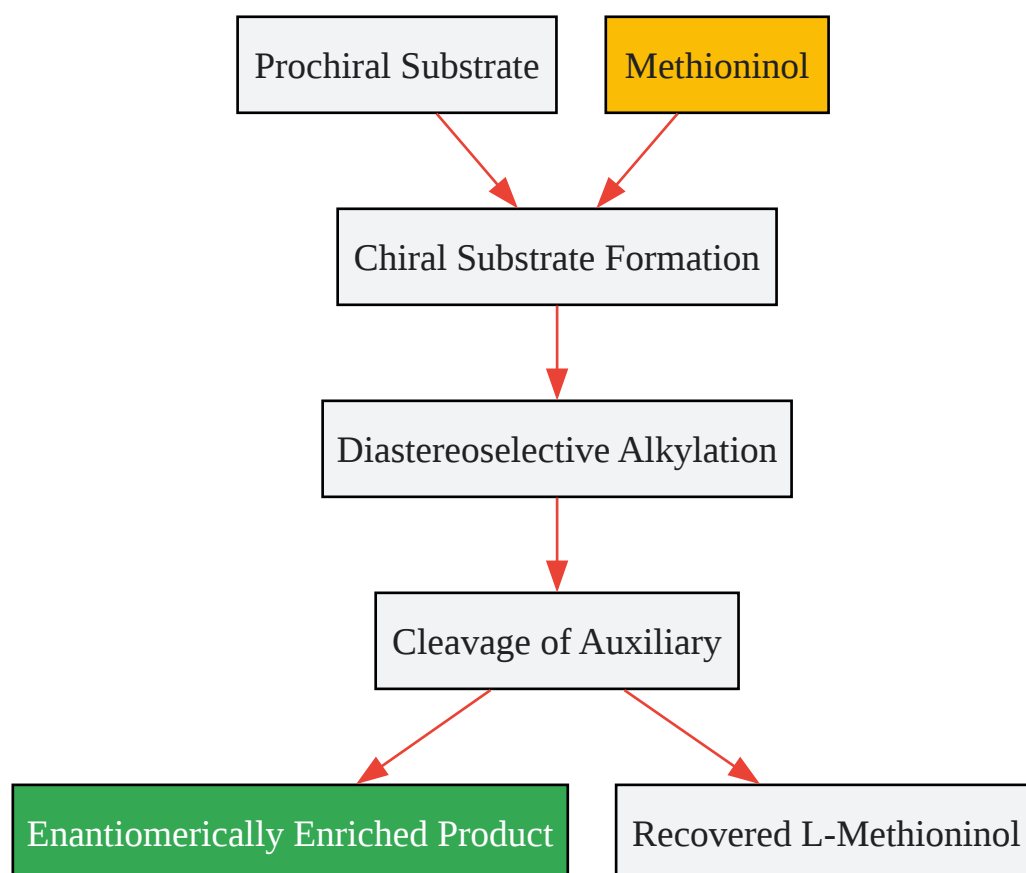 Prochiral Substrate
Methioninol
Chiral Substrate Formation
Diastereoselective Alkylation
Cleavage of Auxiliary
Enantiomerically Enriched Product
Recovered L-Methioninol